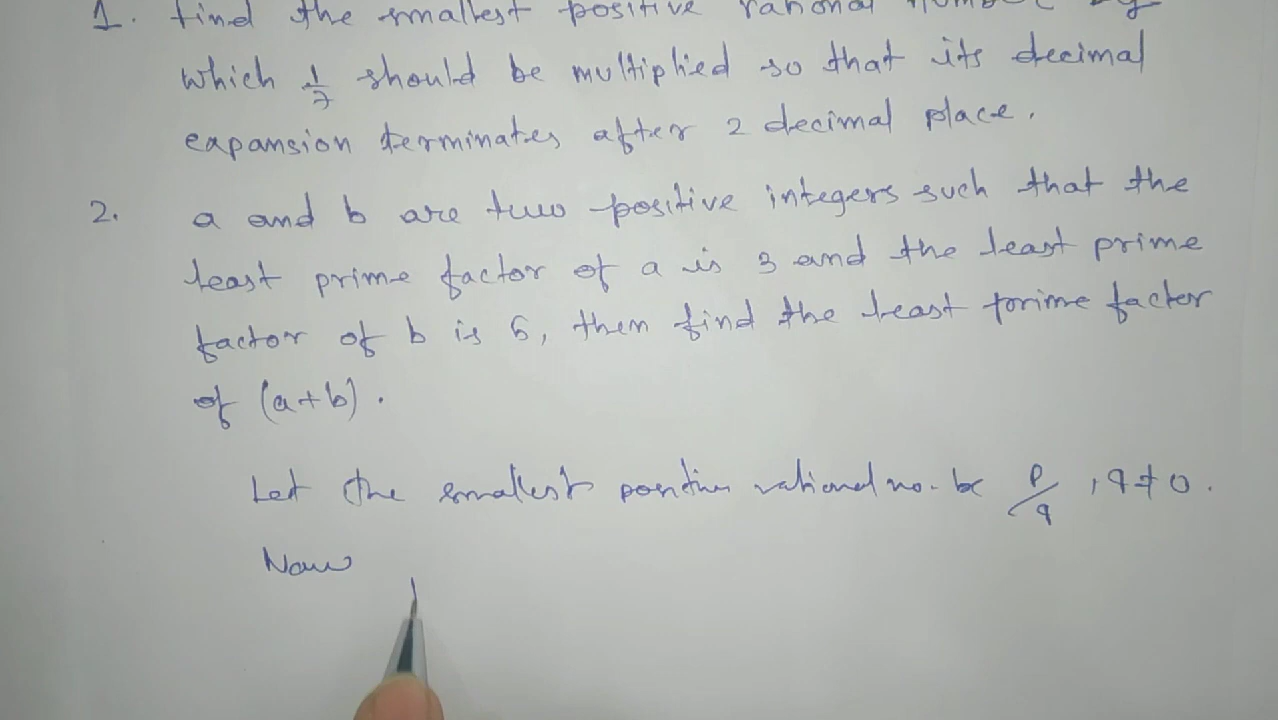 1. find the smallest positive rational number by
which 1/7 should be multiplied so that its decimal
expansion terminates after 2 decimal place.
2. a and b are two positive integers such that the
least prime factor of a is 3 and the least prime
factor of b is 5, then find the least prime factor
of (a+b).
Let the smallest positive rational no. be p/q, q≠0.
Now